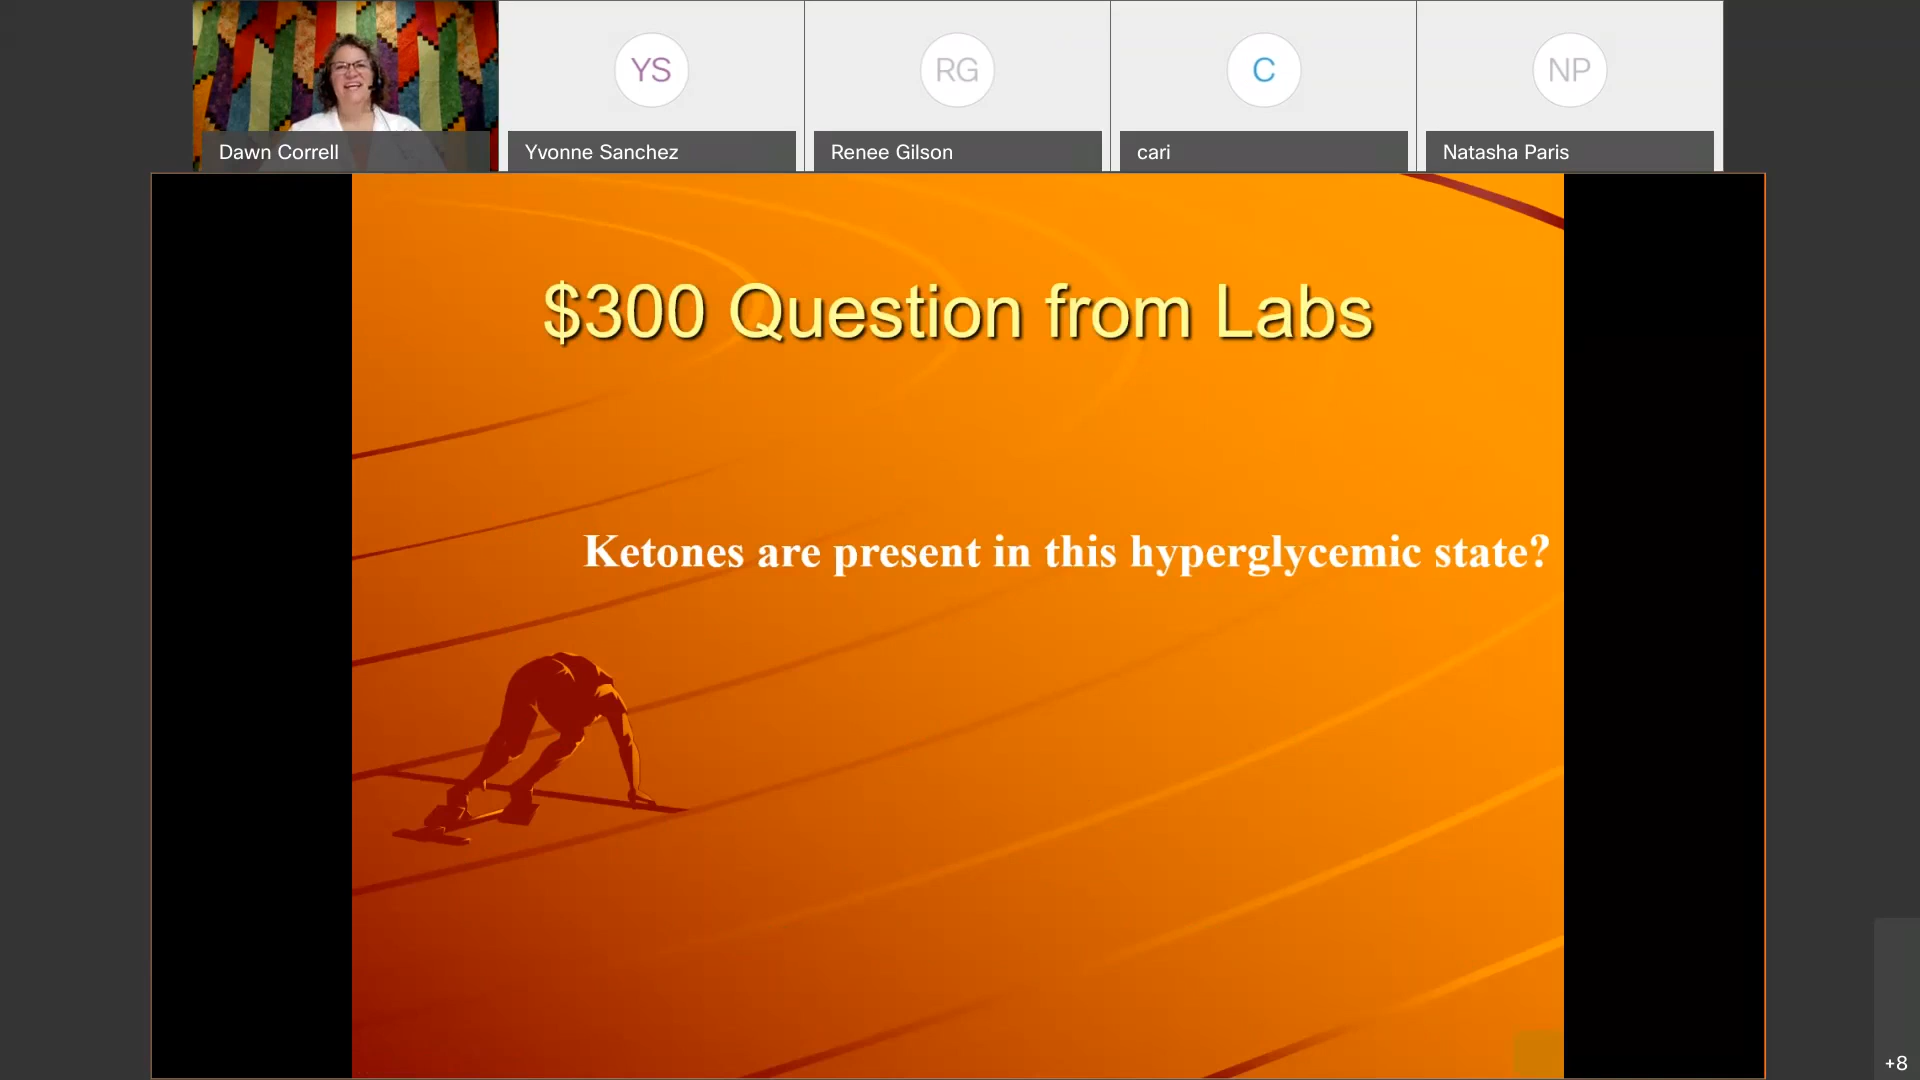 YS
RG
C
NP
Dawn Correll
Yvonne Sanchez
Renee Gilson
cari
Natasha Paris
$300 Question from Labs
Ketones are present in this hyperglycemic state?
+8